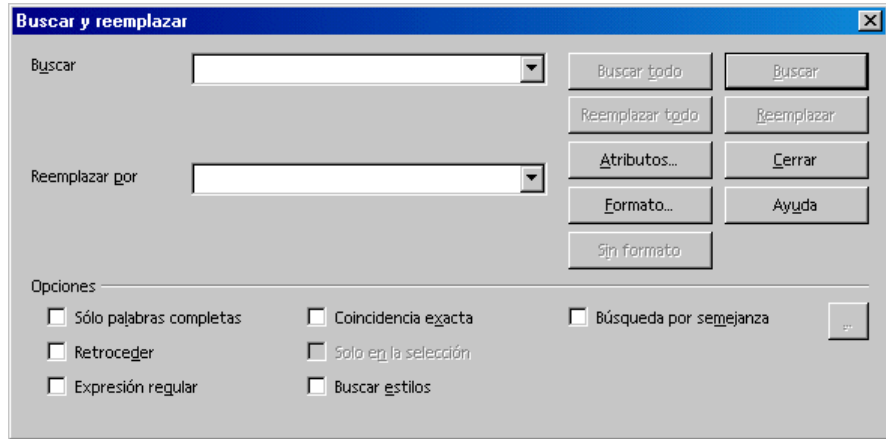 Buscar y reemplazar
Buscar
Buscar todo
Buscar
Reemplazar todo
Reemplazar
Reemplazar por
Atributos...
Cerrar
Formato...
Ayuda
Sin formato
Opciones
Sólo palabras completas
Coincidencia exacta
Búsqueda por semejanza
...
Retroceder
Solo en la selección
Expresión regular
Buscar estilos